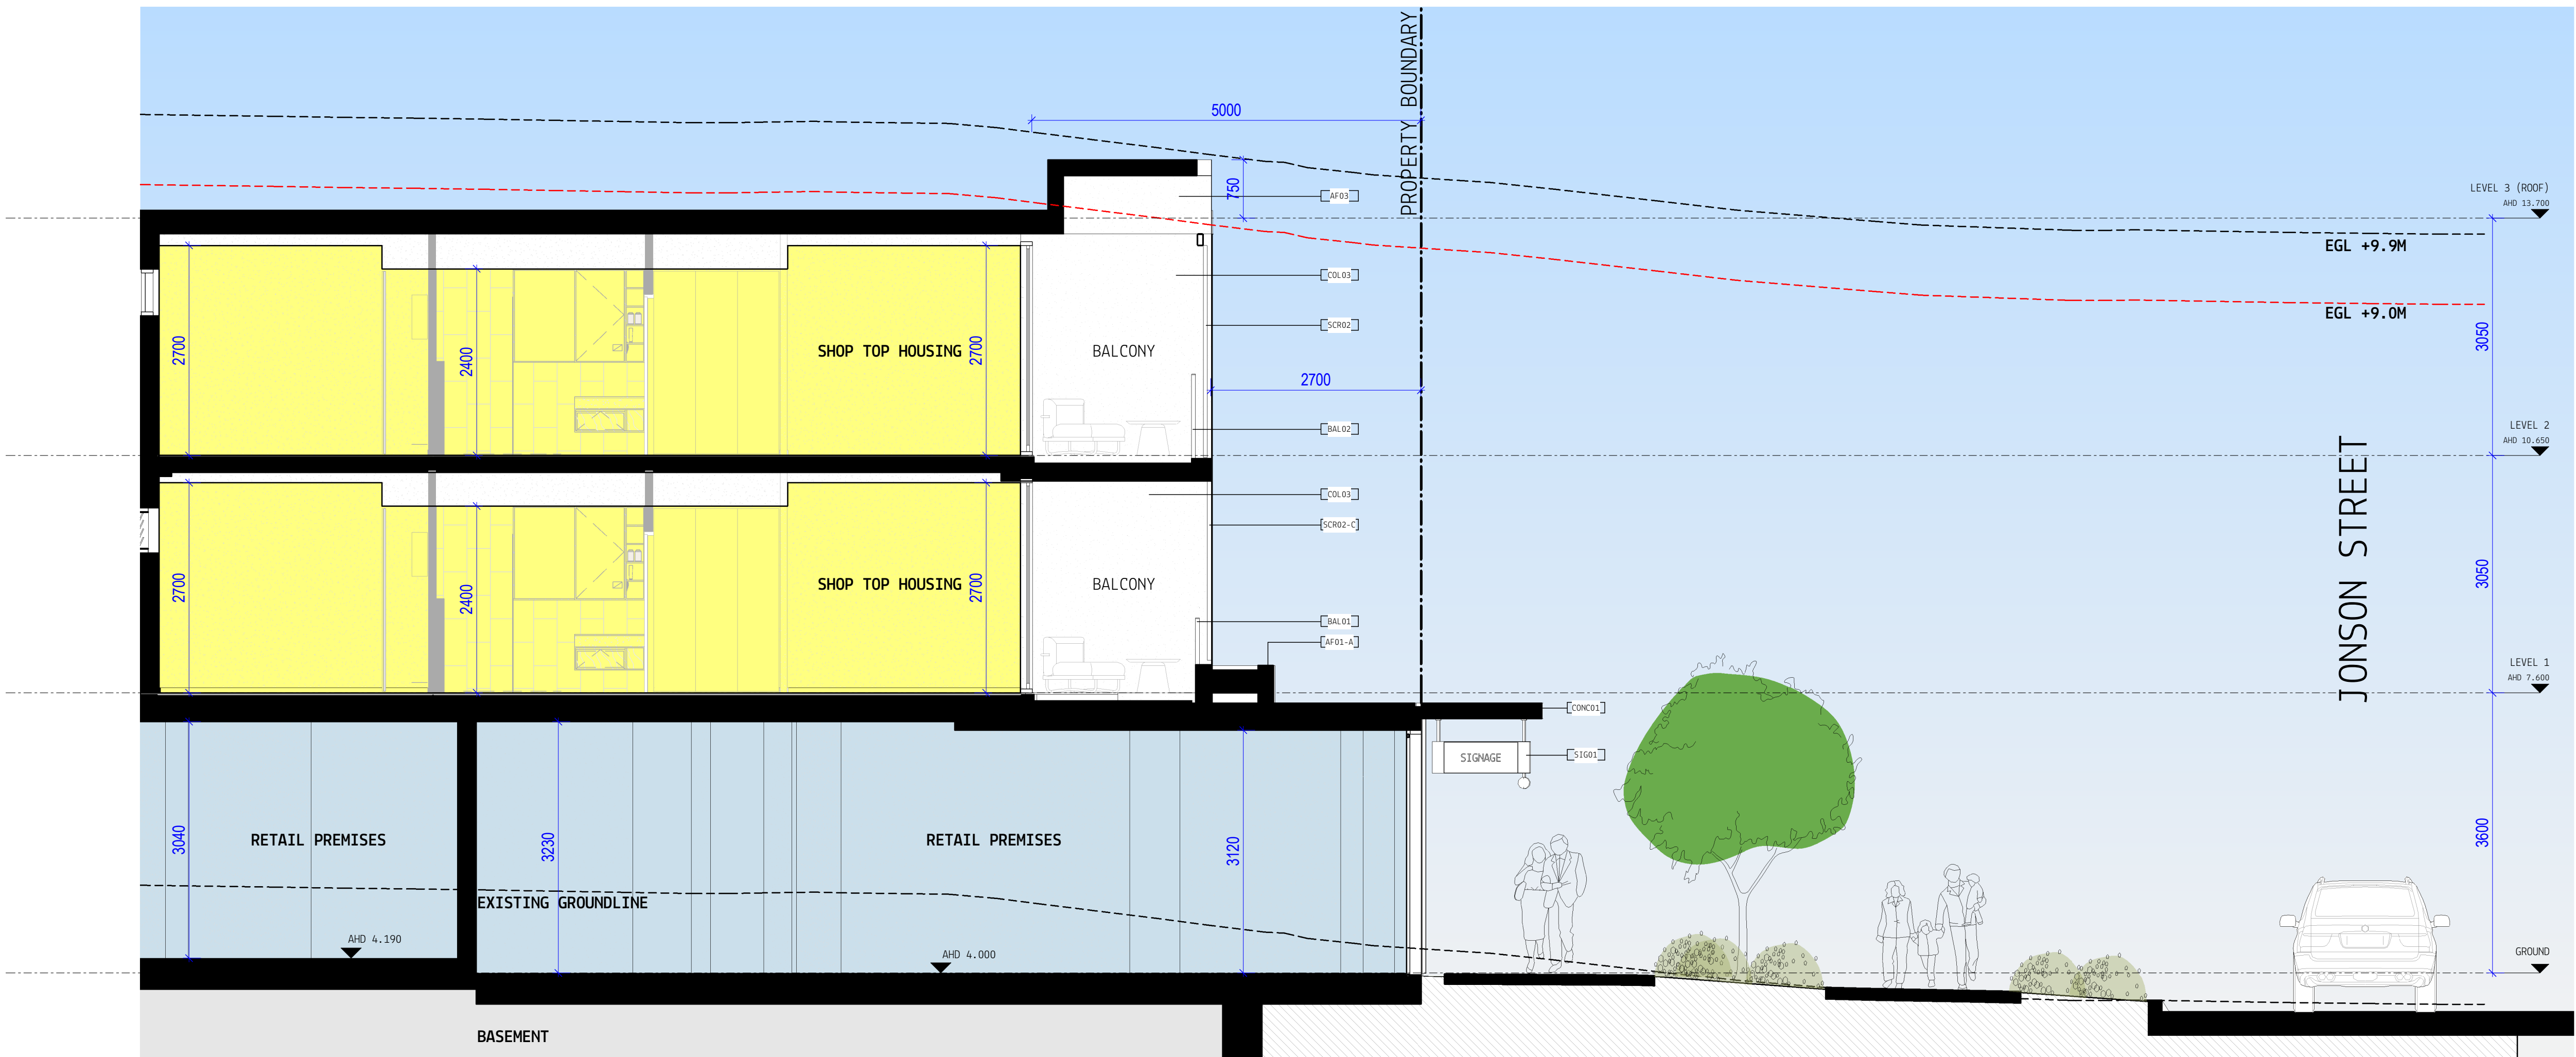 PROPERTY BOUNDARY
5000
750
AF03
LEVEL 3 (ROOF)
AHD 13.700
EGL +9.9M
EGL +9.0M
COL03
SCR02
2700
2400
SHOP TOP HOUSING
2700
BALCONY
2700
3050
BAL02
LEVEL 2
AHD 10.650
COL03
SCR02-C
2700
2400
SHOP TOP HOUSING
2700
BALCONY
3050
JONSON STREET
BAL01
AF01-A
LEVEL 1
AHD 7.600
CONC01
SIGNAGE
SIG01
3040
RETAIL PREMISES
3230
RETAIL PREMISES
3120
3600
EXISTING GROUNDLINE
AHD 4.190
AHD 4.000
GROUND
BASEMENT